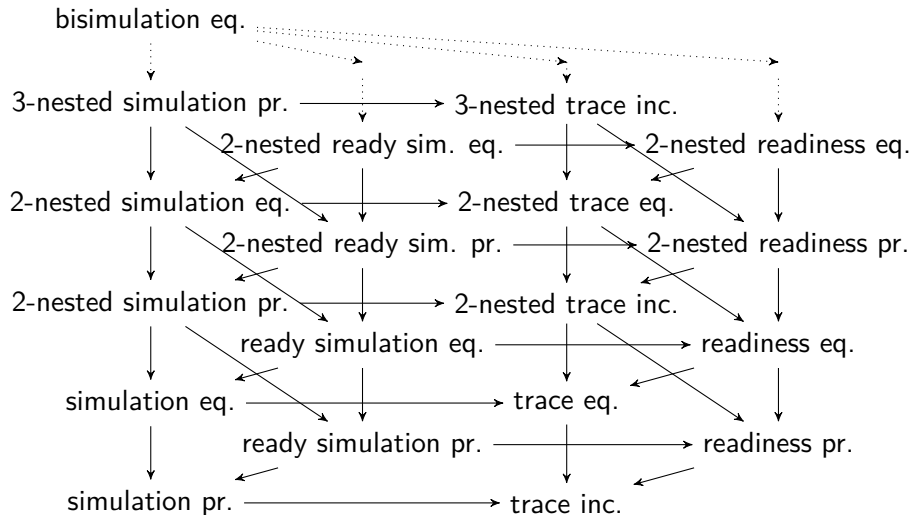 bisimulation eq.
3-nested simulation pr.
3-nested trace inc.
2-nested ready sim. eq.
2-nested readiness eq.
2-nested simulation eq.
2-nested trace eq.
2-nested ready sim. pr.
2-nested readiness pr.
2-nested simulation pr.
2-nested trace inc.
ready simulation eq.
readiness eq.
simulation eq.
trace eq.
ready simulation pr.
readiness pr.
simulation pr.
trace inc.